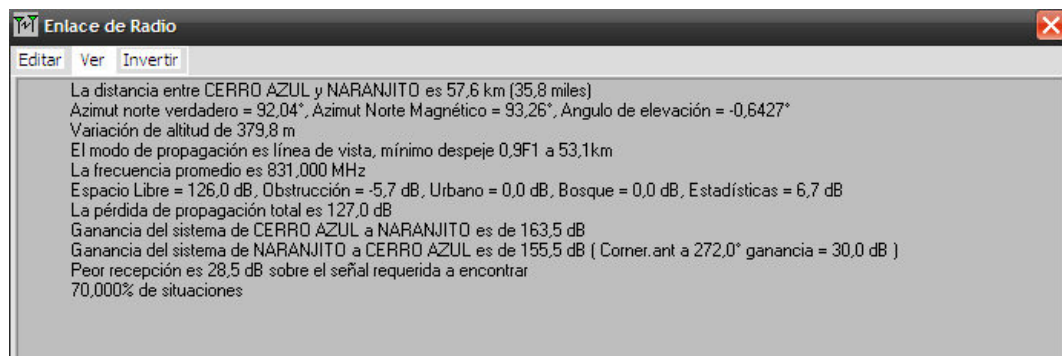 Enlace de Radio
Editar Ver Invertir
La distancia entre CERRO AZUL y NARANJITO es 57,6 km (35,8 miles)
Azimut norte verdadero = 92,04°, Azimut Norte Magnético = 93,26°, Angulo de elevación = -0,6427°
Variación de altitud de 379,8 m
El modo de propagación es línea de vista, mínimo despeje 0,9F1 a 53,1km
La frecuencia promedio es 831,000 MHz
Espacio Libre = 126,0 dB, Obstrucción = -5,7 dB, Urbano = 0,0 dB, Bosque = 0,0 dB, Estadísticas = 6,7 dB
La pérdida de propagación total es 127,0 dB
Ganancia del sistema de CERRO AZUL a NARANJITO es de 163,5 dB
Ganancia del sistema de NARANJITO a CERRO AZUL es de 155,5 dB ( Corner.ant a 272,0° ganancia = 30,0 dB )
Peor recepción es 28,5 dB sobre el señal requerida a encontrar
70,000% de situaciones